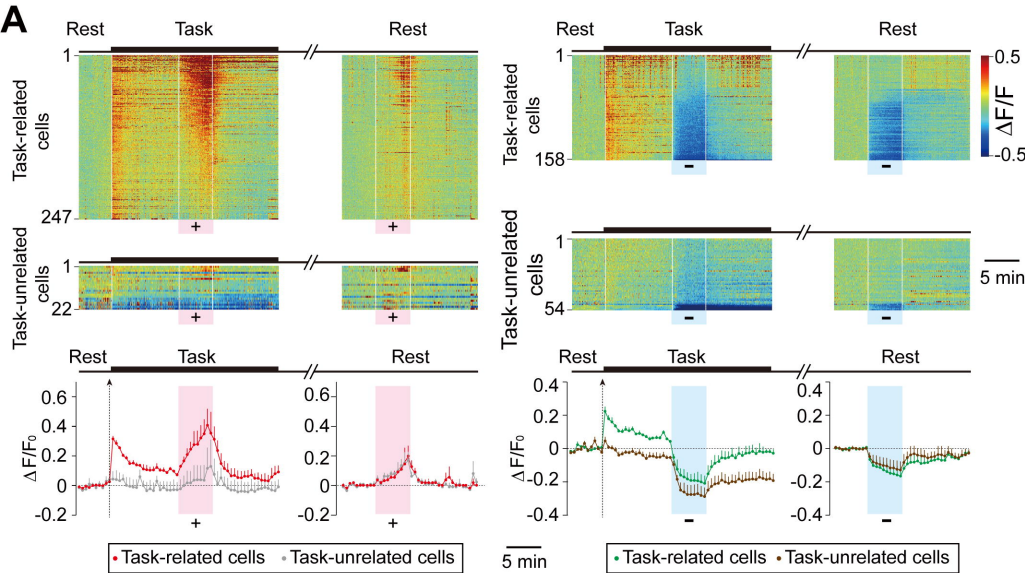 A
Rest Task Rest
1
Task-related cells
247
+ +
1
Task-unrelated cells
22
+ +
Rest Task Rest
0.6
0.4
0.2
0
-0.2
ΔF/F₀
0.6
0.4
0.2
0
-0.2
+ +
Task-related cells Task-unrelated cells
Rest Task Rest
1
Task-related cells
158
- -
0.5
ΔF/F
-0.5
1
Task-unrelated cells
54
- -
5 min
Rest Task Rest
0.4
0.2
0
-0.2
-0.4
ΔF/F₀
0.4
0.2
0
-0.2
-0.4
- -
5 min
Task-related cells Task-unrelated cells